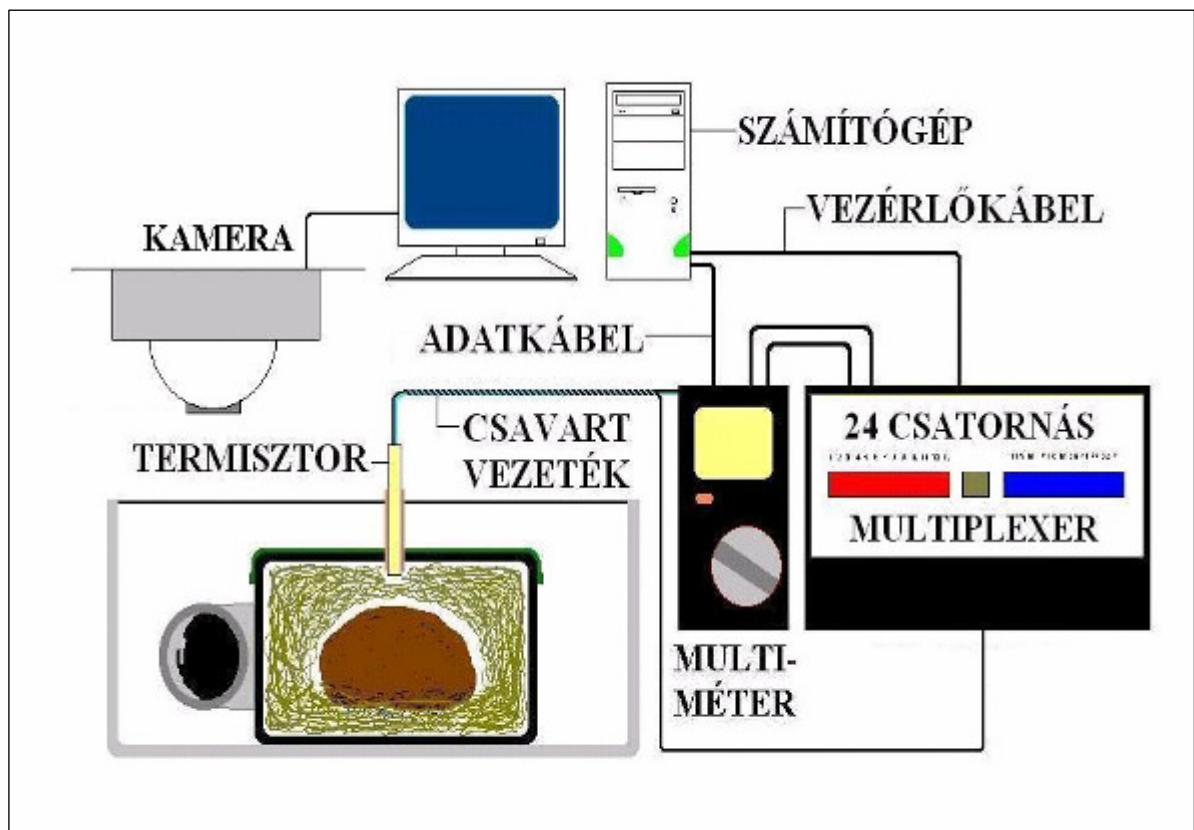 SZÁMÍTÓGÉP
VEZÉRLŐKÁBEL
KAMERA
ADATKÁBEL
TERMISZTOR
CSAVART
VEZETÉK
24 CSATORNÁS
MULTIPLEXER
MULTI-
MÉTER